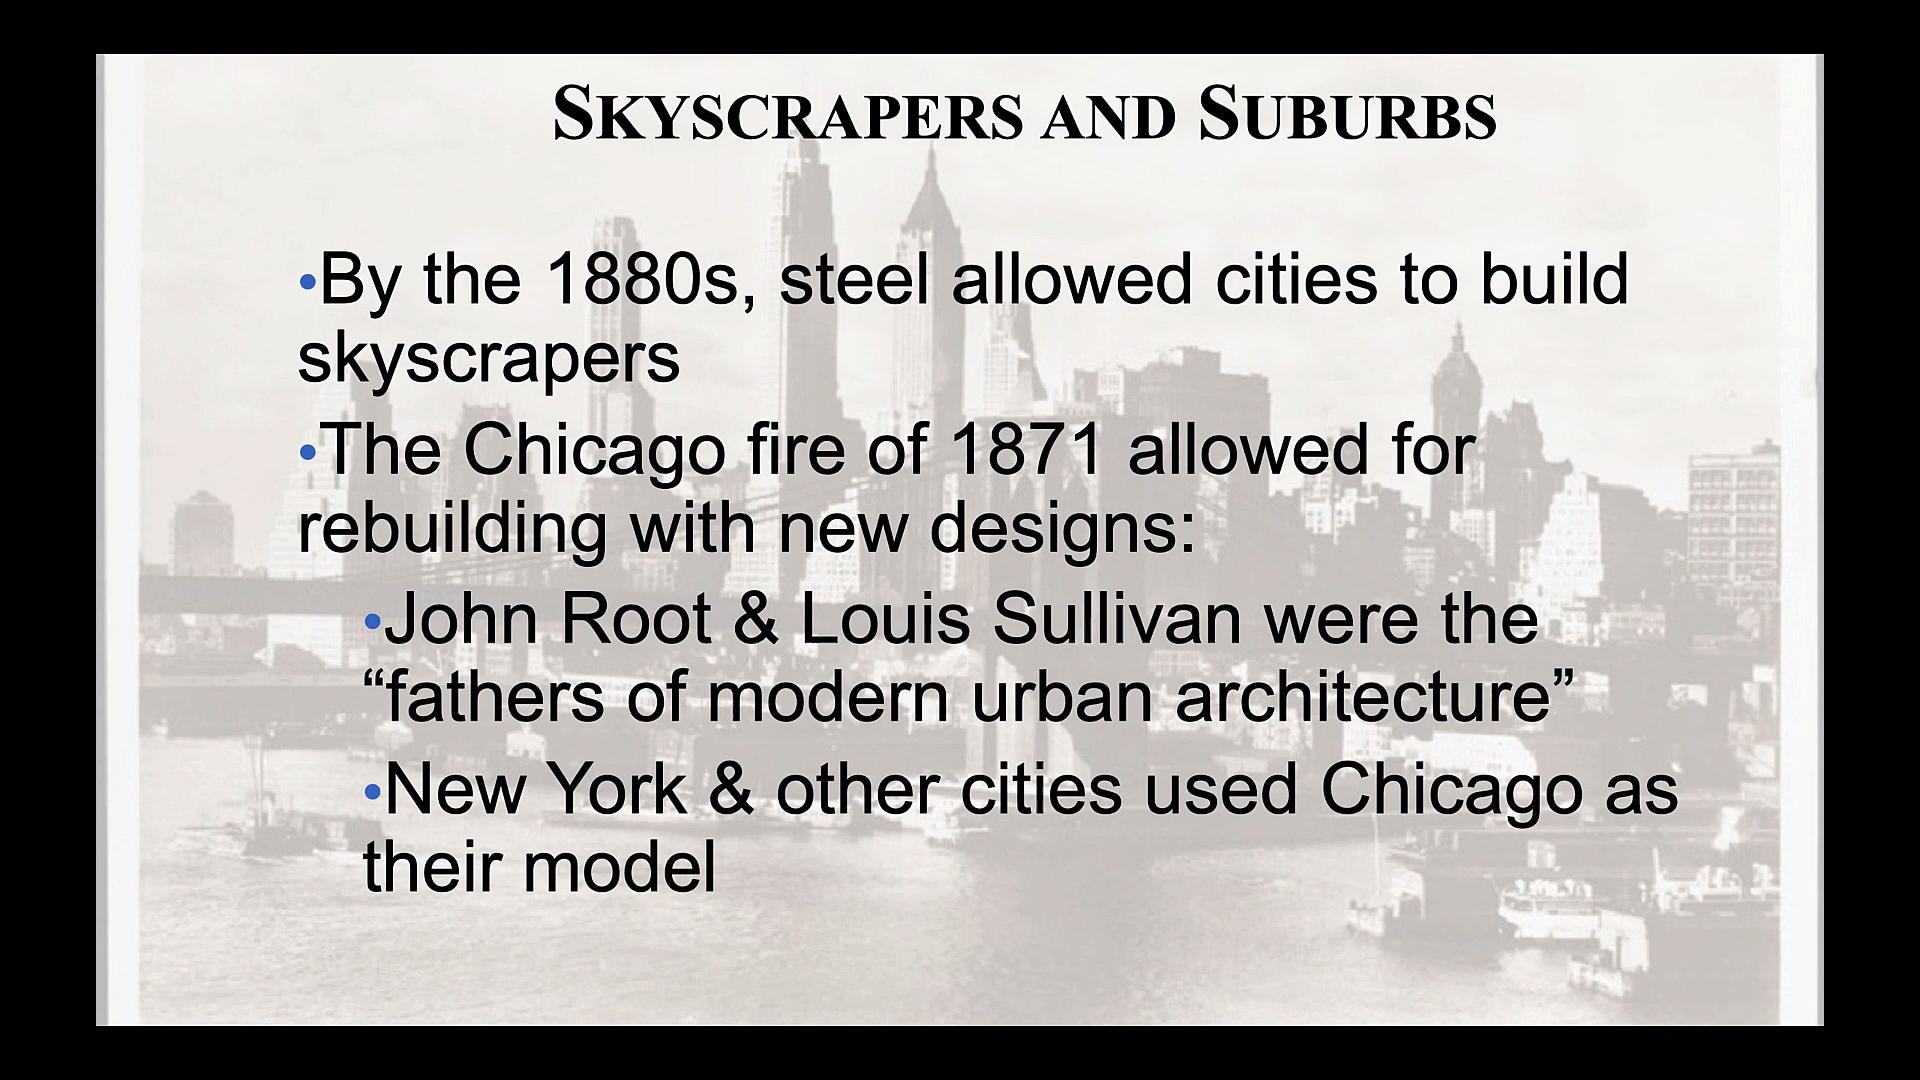 SKYSCRAPERS AND SUBURBS
•By the 1880s, steel allowed cities to build
skyscrapers
•The Chicago fire of 1871 allowed for
rebuilding with new designs:
•John Root & Louis Sullivan were the
“fathers of modern urban architecture”
•New York & other cities used Chicago as
their model